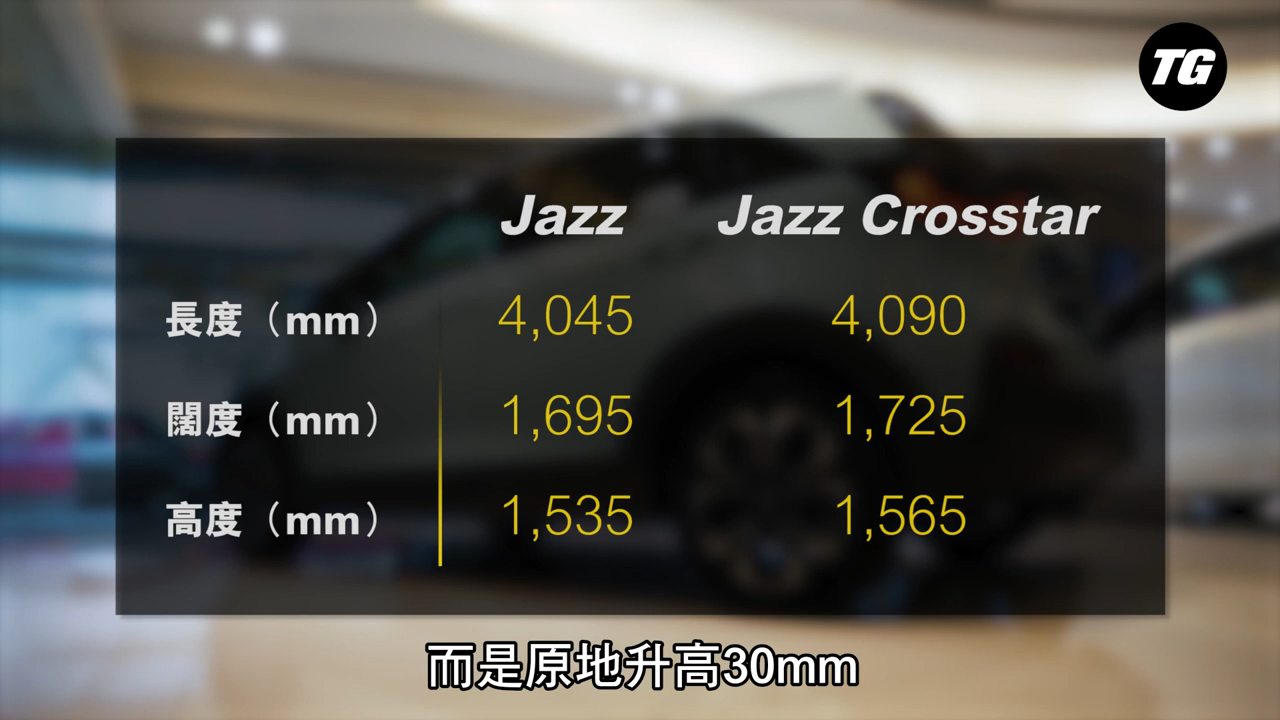 TG
Jazz Jazz Crosstar
長度（mm） 4,045 4,090
闊度（mm） 1,695 1,725
高度（mm） 1,535 1,565
而是原地升高30mm